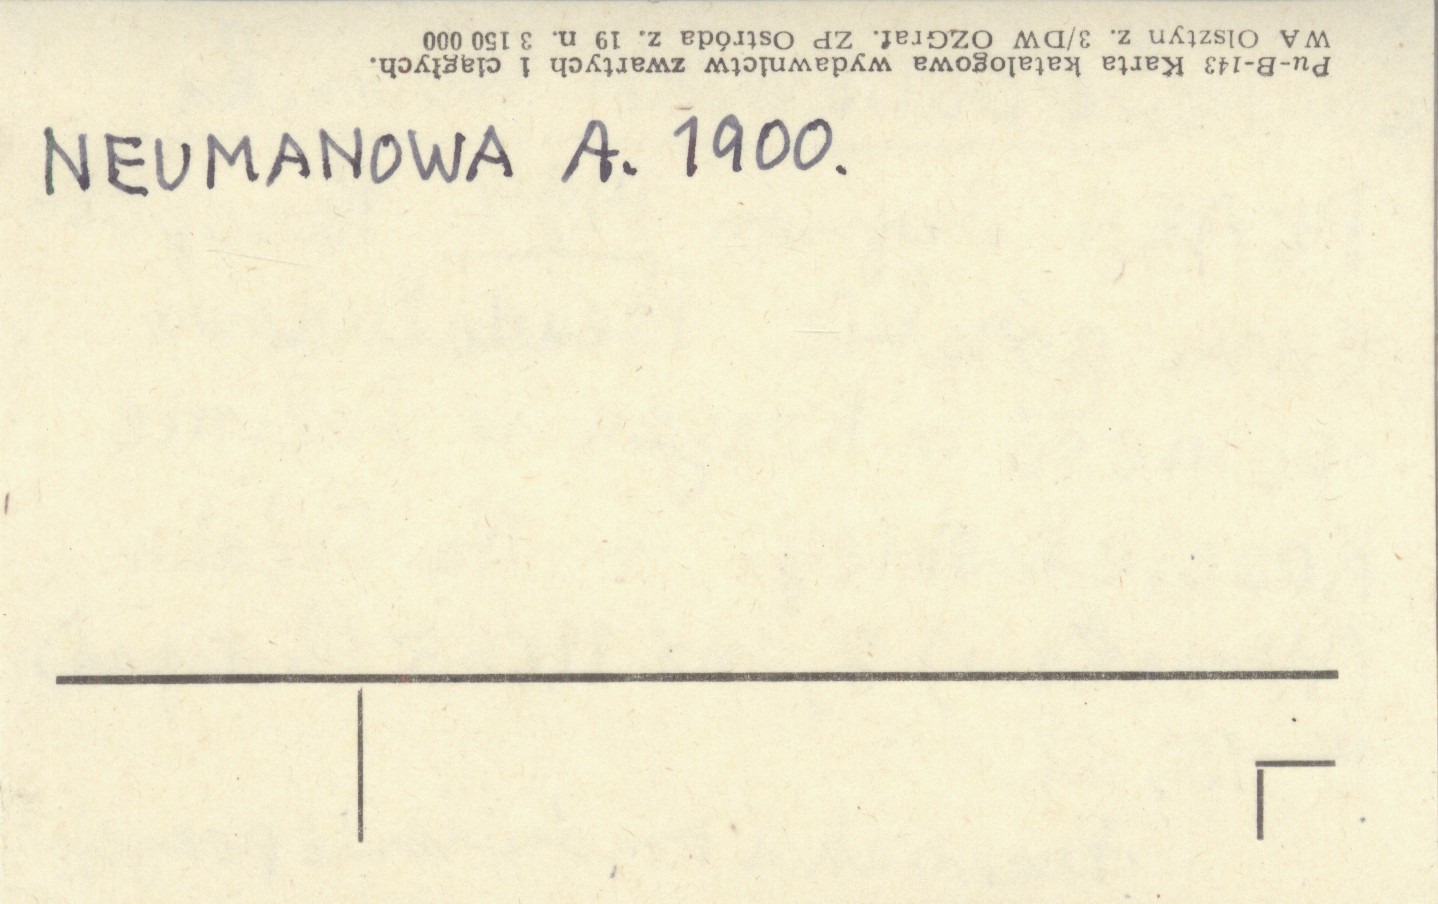 Pu-B-143 Karta katalogowa wydawnictw zwartych i ciągłych.
WA Olsztyn z. 3/DW OZGraf. ZP Ostróda z. 19 n. 3 150 000
NEUMANOWA A. 1900.